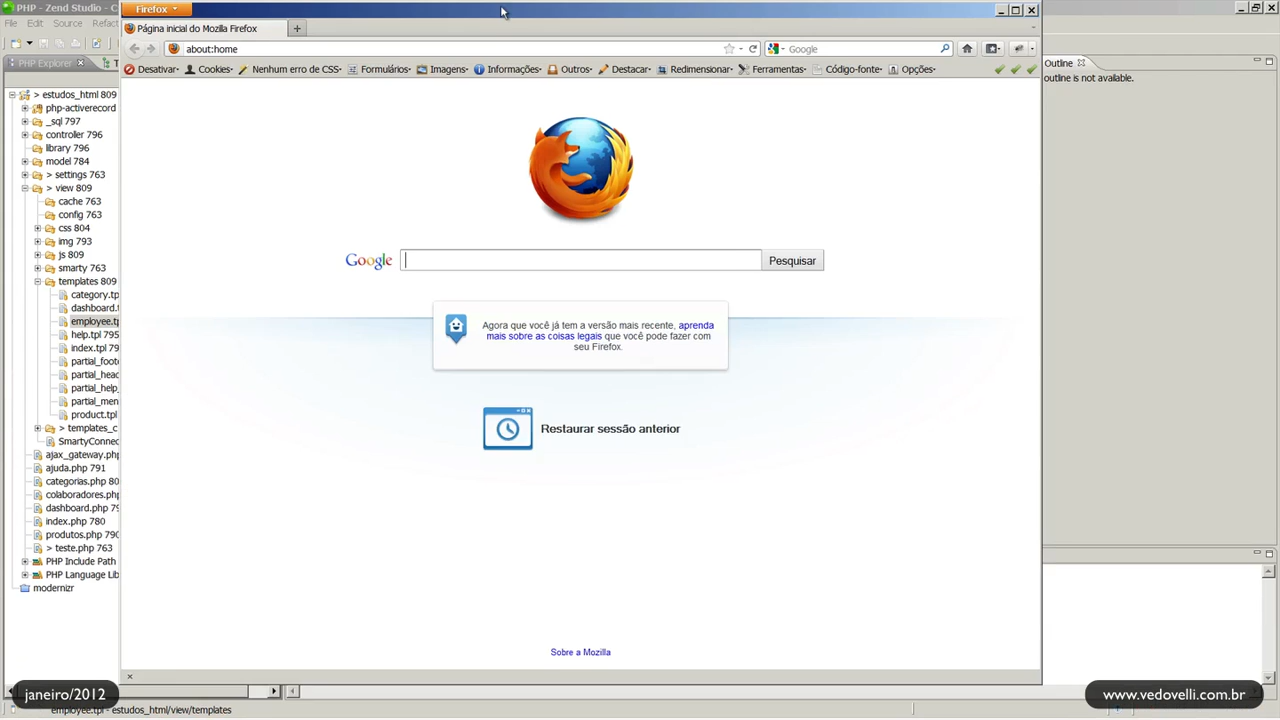 PHP - Zend Studio
Firefox
Página inicial do Mozilla Firefox
File Edit Source Refact
about:home
Google
Desativar Cookies Nenhum erro de CSS Formulários Imagens Informações Outros Destacar Redimensionar Ferramentas Código-fonte Opções
PHP Explorer
Outline
outline is not available.
> estudos_html 809
php-activerecord
_sql 797
controller 796
library 796
model 784
> settings 763
> view 809
cache 763
config 763
css 804
img 793
js 809
smarty 763
templates 809
category.tp
dashboard.t
employee.tp
help.tpl 795
index.tpl 79
partial_foot
partial_hea
partial_help
partial_men
product.tpl
> templates_c
SmartyConnec
ajax_gateway.php
ajuda.php 791
categorias.php 80
colaboradores.php
dashboard.php 79
index.php 780
produtos.php 790
> teste.php 763
PHP Include Path
PHP Language Lib
modernizr
Google
Pesquisar
Agora que você já tem a versão mais recente, aprenda
mais sobre as coisas legais que você pode fazer com
seu Firefox.
Restaurar sessão anterior
Sobre a Mozilla
janeiro/2012
www.vedovelli.com.br
employee.tpl - estudos_html/view/templates